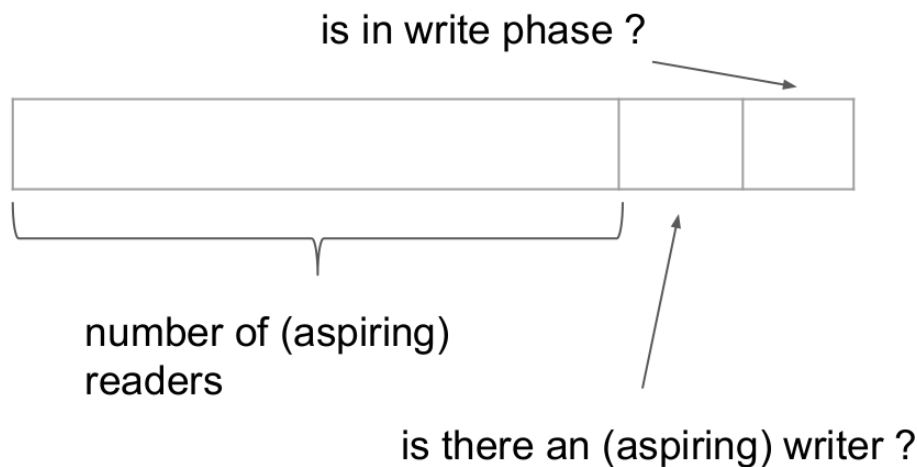 is in write phase ?
number of (aspiring)
readers
is there an (aspiring) writer ?